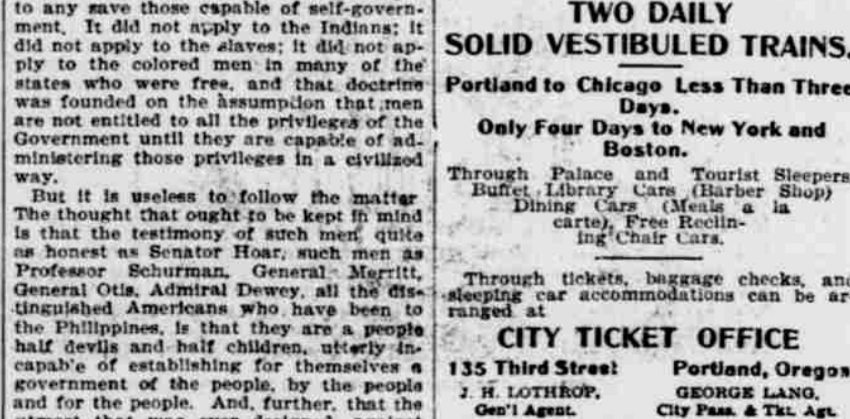 to any save those capable of self-govern-
ment. It did not apply to the Indians; it
did not apply to the slaves; it did not ap-
ply to the colored men in many of the
states who were free, and that doctrine
was founded on the assumption that men
are not entitled to all the privileges of the
Government until they are capable of ad-
ministering those privileges in a civilized
way.
But it is useless to follow the matter
The thought that ought to be kept in mind
is that the testimony of such men quite
as honest as Senator Hoar, such men as
Professor Schurman, General Merritt,
General Otis, Admiral Dewey, all the dis-
tinguished Americans who have been to
the Philippines, is that they are a people
half devils and half children, utterly in-
capable of establishing for themselves a
government of the people, by the people
and for the people. And, further, that the
TWO DAILY
SOLID VESTIBULED TRAINS.
Portland to Chicago Less Than Three
Days.
Only Four Days to New York and
Boston.
Through Palace and Tourist Sleepers
Buffet Library Cars (Barber Shop)
Dining Cars (Meals a la
carte), Free Reclin-
ing Chair Cars.
Through tickets, baggage checks, and
sleeping car accommodations can be ar
ranged at
CITY TICKET OFFICE
135 Third Street Portland, Oregon
J. H. LOTHROP, GEORGE LANG,
Gen'l Agent. City Pass. & Tkt. Agt.